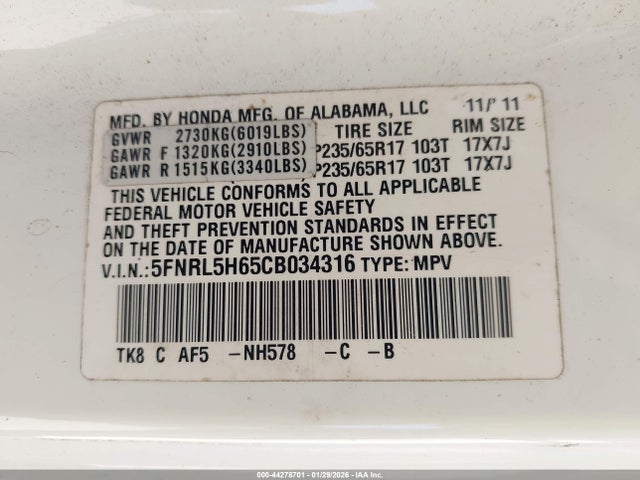 MFD. BY HONDA MFG. OF ALABAMA, LLC 11/'11
GVWR 2730KG(6019LBS) TIRE SIZE RIM SIZE
GAWR F 1320KG(2910LBS) P235/65R17 103T 17X7J
GAWR R 1515KG(3340LBS) P235/65R17 103T 17X7J
THIS VEHICLE CONFORMS TO ALL APPLICABLE
FEDERAL MOTOR VEHICLE SAFETY
AND THEFT PREVENTION STANDARDS IN EFFECT
ON THE DATE OF MANUFACTURE SHOWN ABOVE.
V.I.N.:5FNRL5H65CB034316 TYPE: MPV
TK8 C AF5 -NH578 -C -B
000-44278701 - 01/29/2026 - IAA Inc.